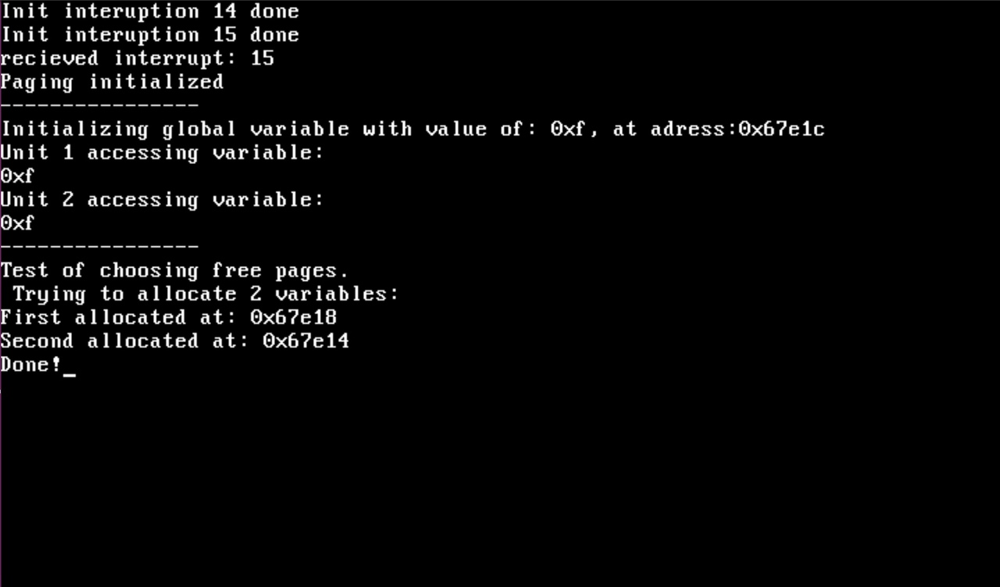 Init interuption 14 done
Init interuption 15 done
recieved interrupt: 15
Paging initialized
----------------
Initializing global variable with value of: 0xf, at adress:0x67e1c
Unit 1 accessing variable:
0xf
Unit 2 accessing variable:
0xf
----------------
Test of choosing free pages.
 Trying to allocate 2 variables:
First allocated at: 0x67e18
Second allocated at: 0x67e14
Done!_